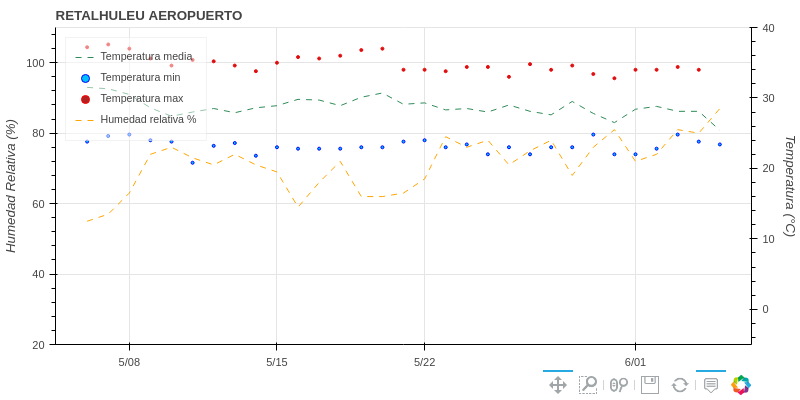 RETALHULEU AEROPUERTO
Temperatura media
Temperatura min
Temperatura max
Humedad relativa %
Humedad Relativa (%)
100
80
60
40
20
Temperatura (°C)
40
30
20
10
0
5/08 5/15 5/22 6/01